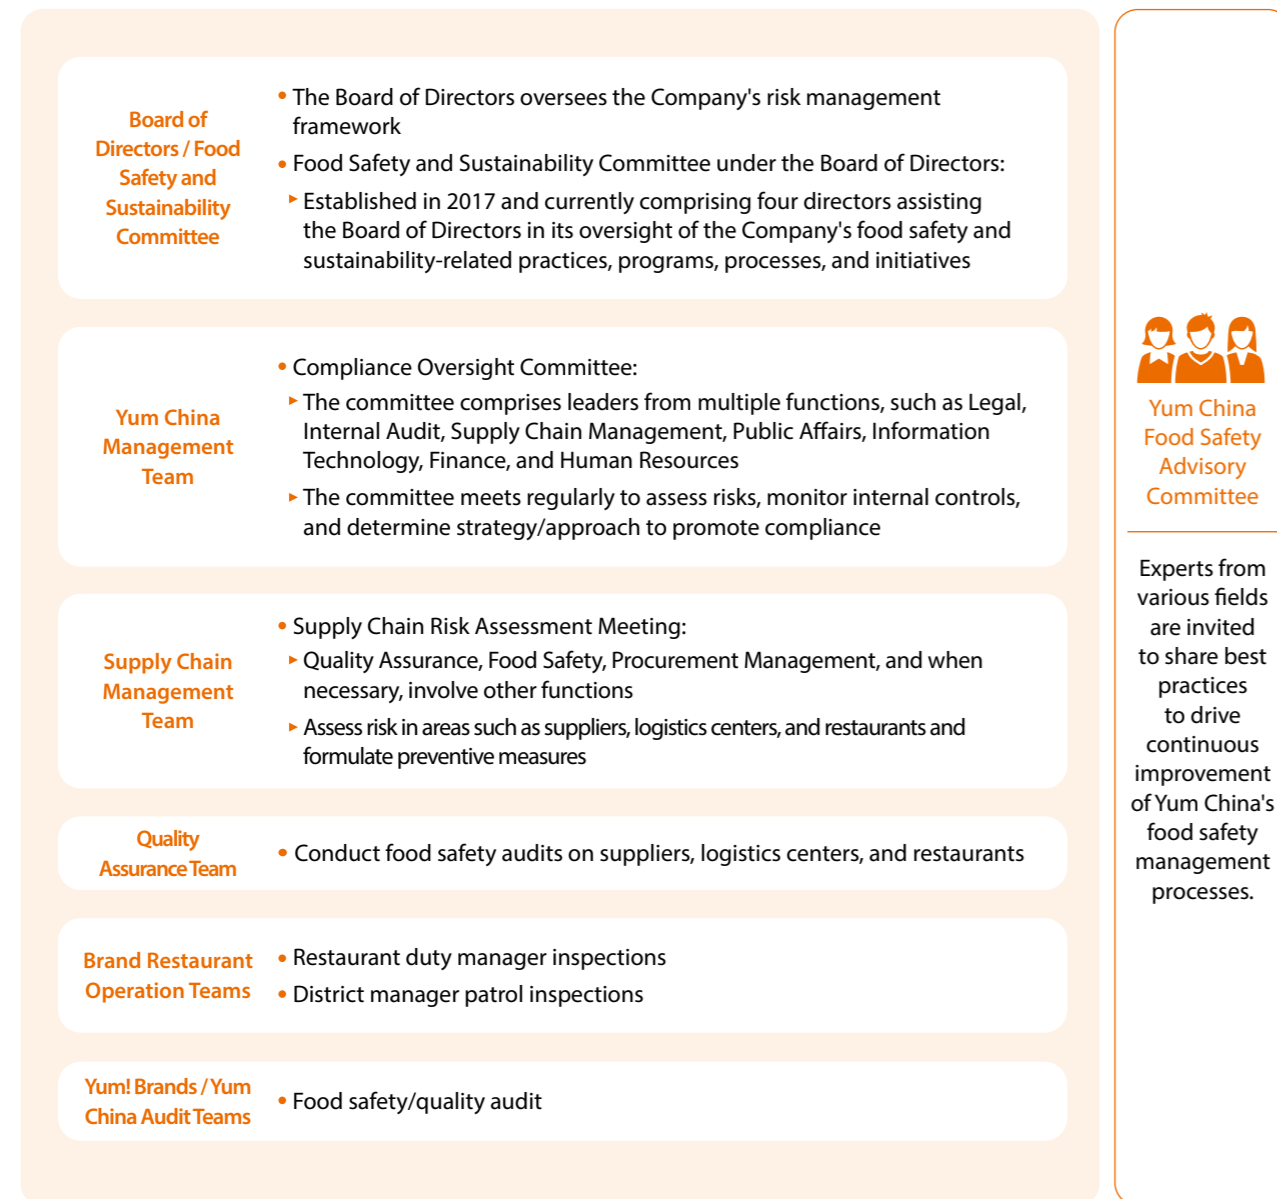 Board of
Directors / Food
Safety and
Sustainability
Committee
• The Board of Directors oversees the Company's risk management
framework
• Food Safety and Sustainability Committee under the Board of Directors:
▸ Established in 2017 and currently comprising four directors assisting
the Board of Directors in its oversight of the Company's food safety and
sustainability-related practices, programs, processes, and initiatives
Yum China
Management
Team
• Compliance Oversight Committee:
▸ The committee comprises leaders from multiple functions, such as Legal,
Internal Audit, Supply Chain Management, Public Affairs, Information
Technology, Finance, and Human Resources
▸ The committee meets regularly to assess risks, monitor internal controls,
and determine strategy/approach to promote compliance
Supply Chain
Management
Team
• Supply Chain Risk Assessment Meeting:
▸ Quality Assurance, Food Safety, Procurement Management, and when
necessary, involve other functions
▸ Assess risk in areas such as suppliers, logistics centers, and restaurants and
formulate preventive measures
Quality
Assurance Team
• Conduct food safety audits on suppliers, logistics centers, and restaurants
Brand Restaurant
Operation Teams
• Restaurant duty manager inspections
• District manager patrol inspections
Yum! Brands / Yum
China Audit Teams
• Food safety/quality audit
Yum China
Food Safety
Advisory
Committee
Experts from
various fields
are invited
to share best
practices
to drive
continuous
improvement
of Yum China's
food safety
management
processes.